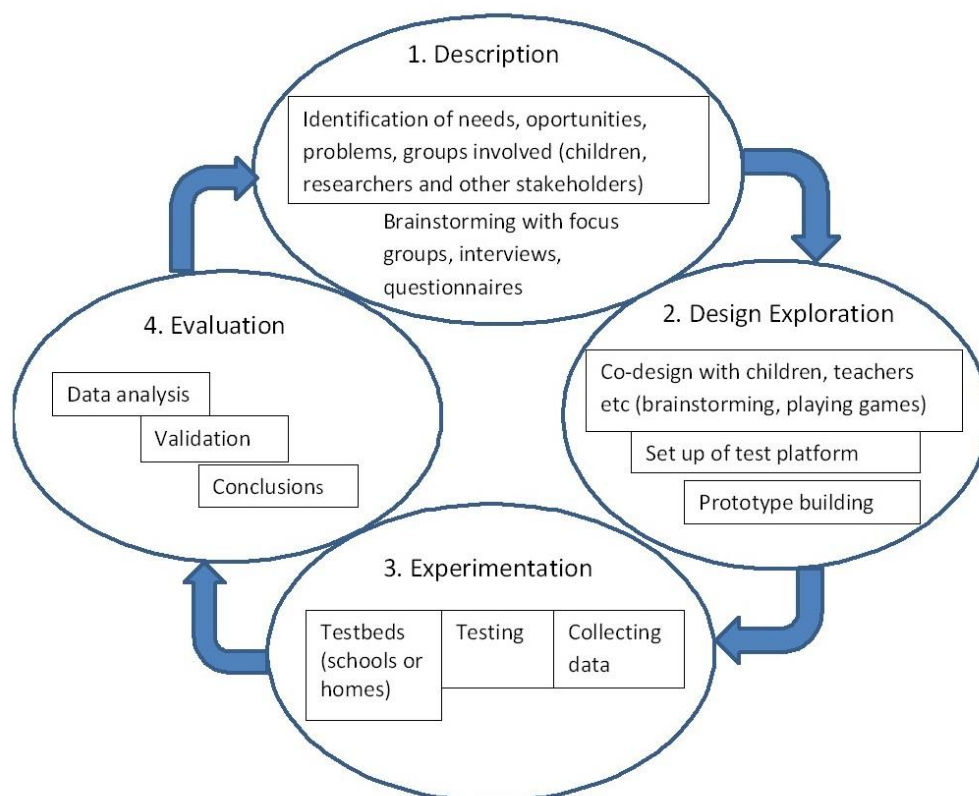 1. Description
Identification of needs, oportunities,
problems, groups involved (children,
researchers and other stakeholders)
Brainstorming with focus
groups, interviews,
questionnaires
2. Design Exploration
Co-design with children, teachers
etc (brainstorming, playing games)
Set up of test platform
Prototype building
3. Experimentation
Testbeds
(schools or
homes)
Testing
Collecting
data
4. Evaluation
Data analysis
Validation
Conclusions